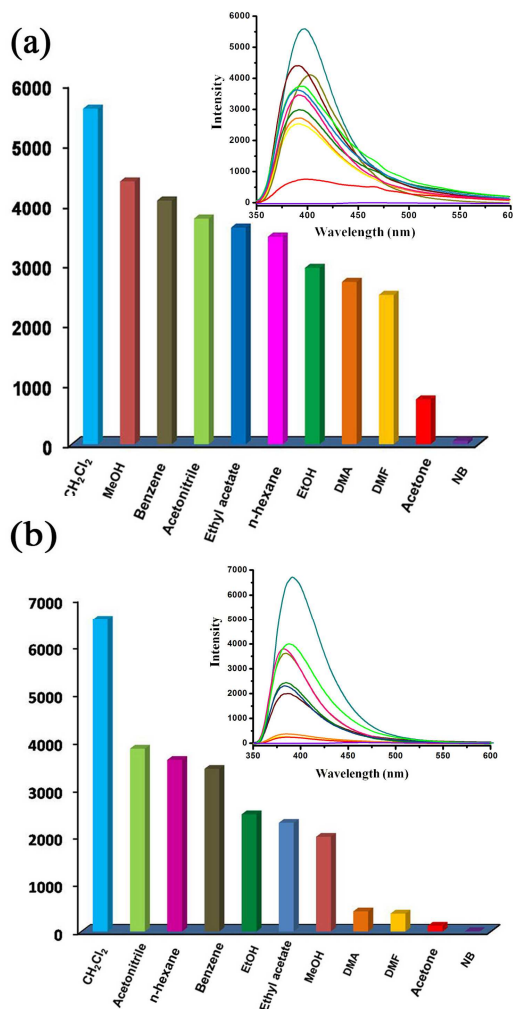 (a)
6000
5000
4000
3000
2000
1000
0
CH₂Cl₂
MeOH
Benzene
Acetonitrile
Ethyl acetate
n-hexane
EtOH
DMA
DMF
Acetone
NB
Intensity
6000
5000
4000
3000
2000
1000
0
350 400 450 500 550 600
Wavelength (nm)
(b)
7000
6000
5000
4000
3000
2000
1000
0
CH₂Cl₂
Acetonitrile
n-hexane
Benzene
EtOH
Ethyl acetate
MeOH
DMA
DMF
Acetone
NB
Intensity
7000
6000
5000
4000
3000
2000
1000
0
350 400 450 500 550 600
Wavelength (nm)